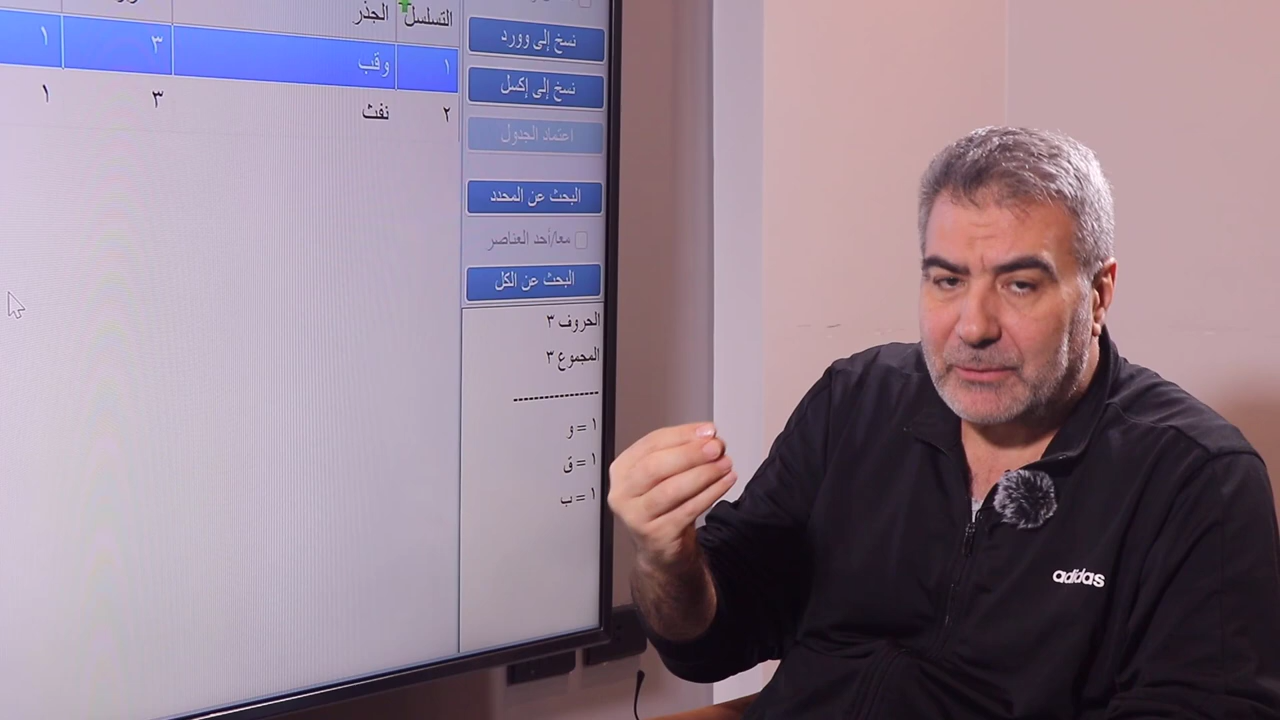 التسلسل الجذر
١ وقب ٣ ١
٢ نفث ٣ ١
نسخ إلى وورد
نسخ إلى إكسل
اعتماد الجدول
البحث عن المحدد
معا/أحد العناصر
البحث عن الكل
الحروف ٣
المجموع ٣
----------------
١ = و
١ = ق
١ = ب
adidas